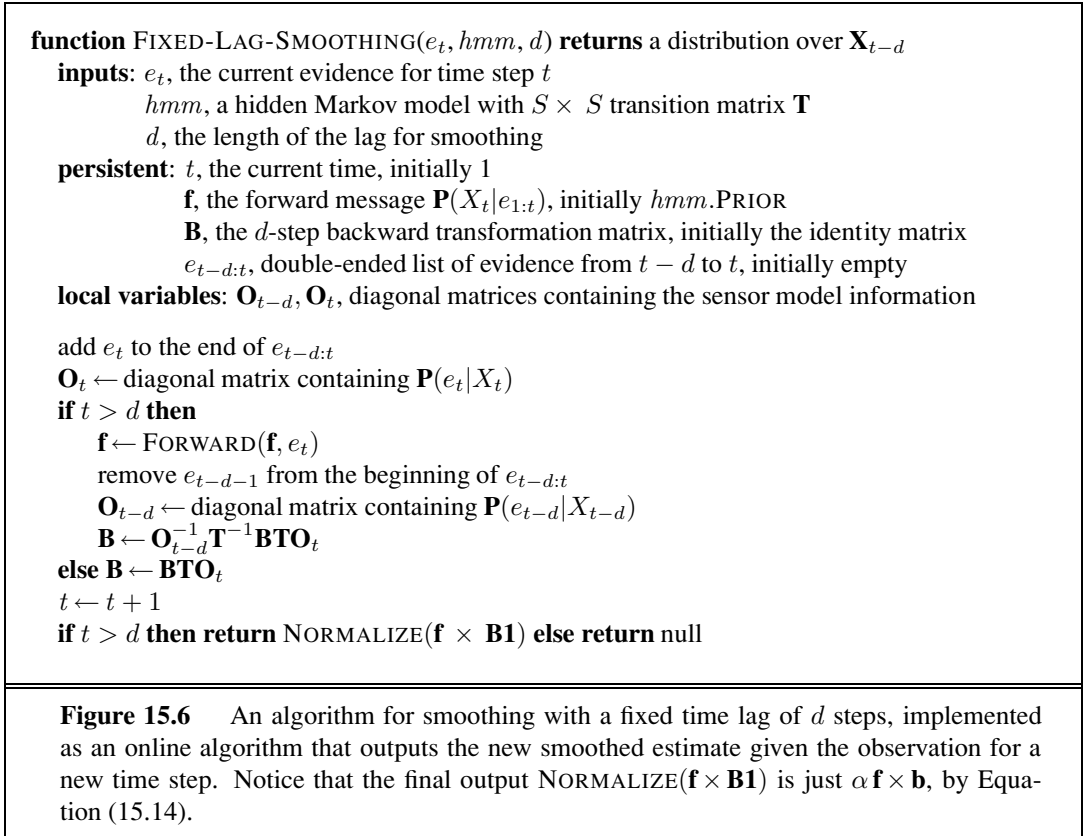 function FIXED-LAG-SMOOTHING(e_t, hmm, d) returns a distribution over X_{t−d}
inputs: e_t, the current evidence for time step t
hmm, a hidden Markov model with S × S transition matrix T
d, the length of the lag for smoothing
persistent: t, the current time, initially 1
f, the forward message P(X_t|e_{1:t}), initially hmm.PRIOR
B, the d-step backward transformation matrix, initially the identity matrix
e_{t−d:t}, double-ended list of evidence from t − d to t, initially empty
local variables: O_{t−d}, O_t, diagonal matrices containing the sensor model information
add e_t to the end of e_{t−d:t}
O_t ← diagonal matrix containing P(e_t|X_t)
if t > d then
f ← FORWARD(f, e_t)
remove e_{t−d−1} from the beginning of e_{t−d:t}
O_{t−d} ← diagonal matrix containing P(e_{t−d}|X_{t−d})
B ← O_{t−d}^{−1}T^{−1}BTO_t
else B ← BTO_t
t ← t + 1
if t > d then return NORMALIZE(f × B1) else return null
Figure 15.6 An algorithm for smoothing with a fixed time lag of d steps, implemented
as an online algorithm that outputs the new smoothed estimate given the observation for a
new time step. Notice that the final output NORMALIZE(f × B1) is just α f × b, by Equa-
tion (15.14).